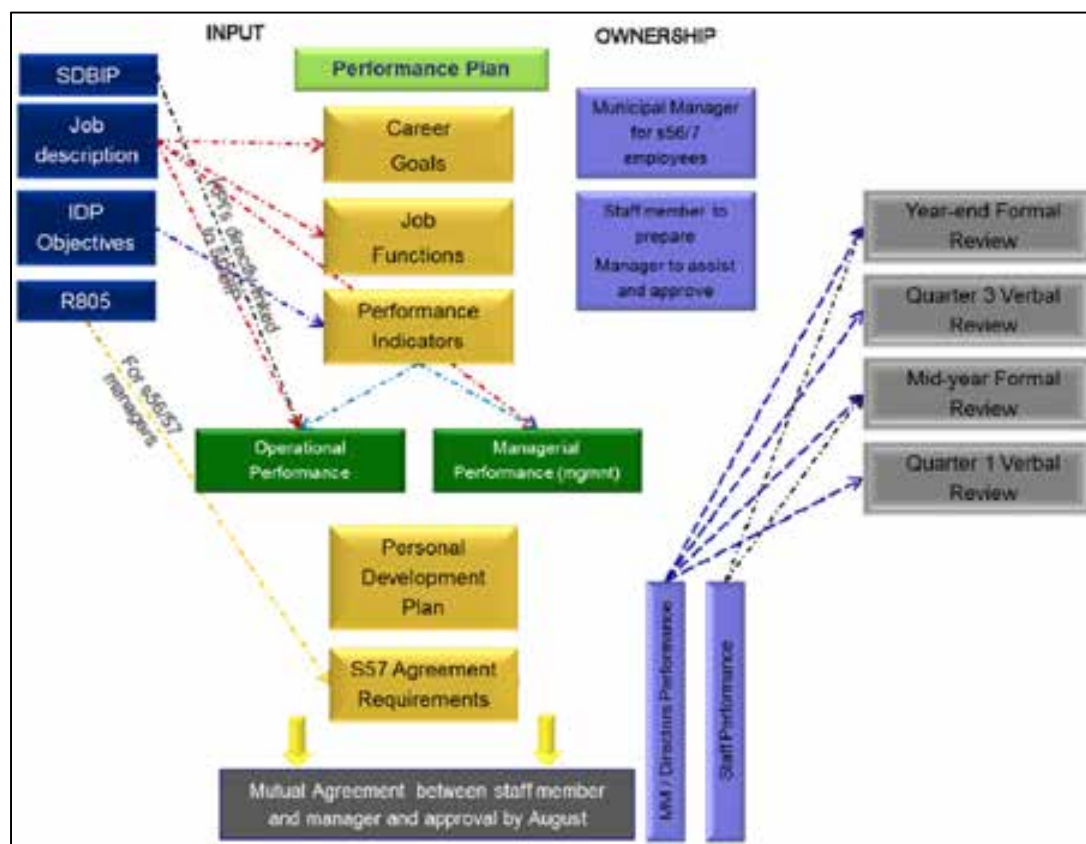 INPUT
OWNERSHIP
Performance Plan
SDBIP
Job
description
IDP
Objectives
R805
Career
Goals
Job
Functions
Performance
Indicators
directly linked
to
For s56/57
managers
Operational
Performance
Managerial
Performance (mgmnt)
Personal
Development
Plan
S57 Agreement
Requirements
Mutual Agreement between staff member
and manager and approval by August
Municipal Manager
for s56/7
employees
Staff member to
prepare
Manager to assist
and approve
MM / Directors Performance
Staff Performance
Year-end Formal
Review
Quarter 3 Verbal
Review
Mid-year Formal
Review
Quarter 1 Verbal
Review